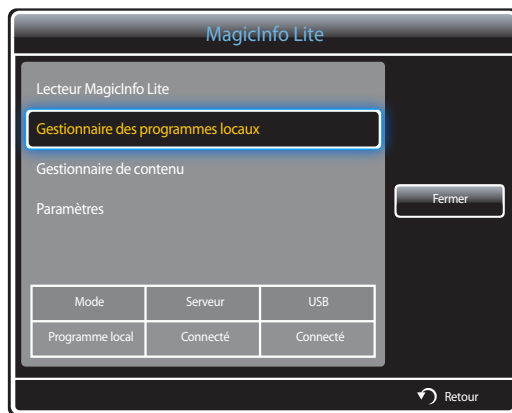 MagicInfo Lite
Lecteur MagicInfo Lite
Gestionnaire des programmes locaux
Gestionnaire de contenu
Paramètres
Fermer
Mode Serveur USB
Programme local Connecté Connecté
Retour